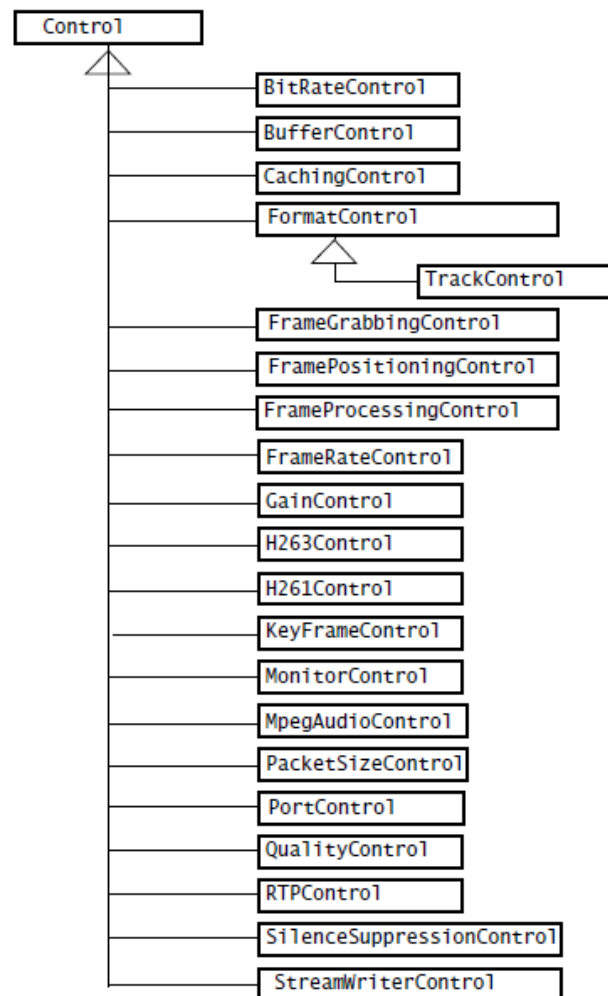 Control
BitRateControl
BufferControl
CachingControl
FormatControl
TrackControl
FrameGrabbingControl
FramePositioningControl
FrameProcessingControl
FrameRateControl
GainControl
H263Control
H261Control
KeyFrameControl
MonitorControl
MpegAudioControl
PacketSizeControl
PortControl
QualityControl
RTPControl
SilenceSuppressionControl
StreamWriterControl